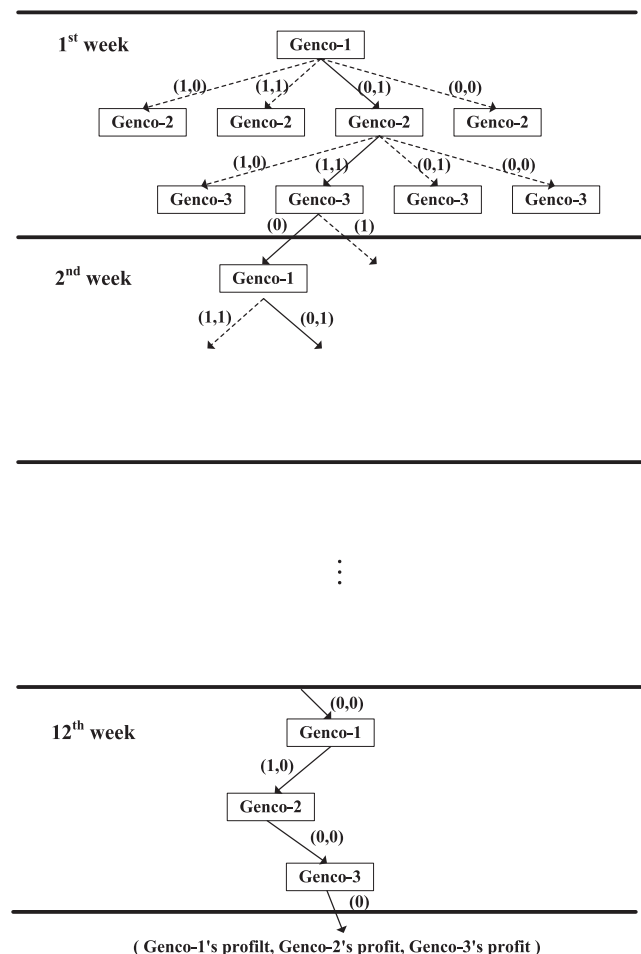 1st week
Genco-1
(1,0) (1,1) (0,1) (0,0)
Genco-2 Genco-2 Genco-2 Genco-2
(1,0) (1,1) (0,1) (0,0)
Genco-3 Genco-3 Genco-3 Genco-3
(0) (1)
2nd week
Genco-1
(1,1) (0,1)
⋮
(0,0)
12th week
Genco-1
(1,0)
Genco-2
(0,0)
Genco-3
(0)
( Genco-1's profilt, Genco-2's profit, Genco-3's profit )